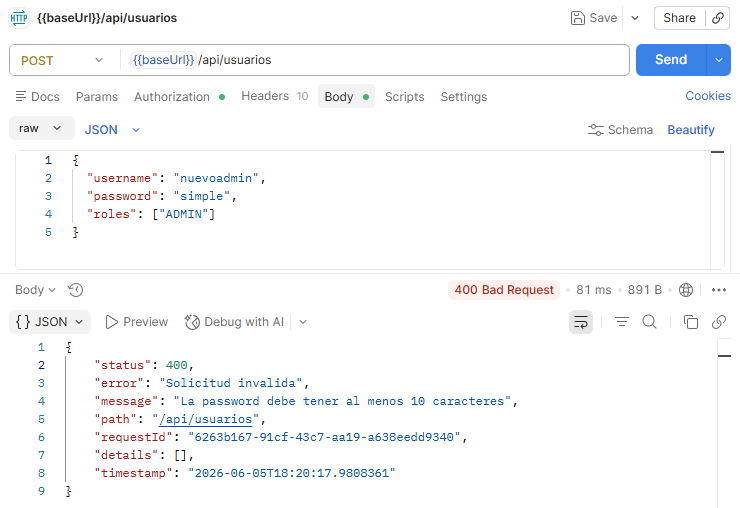 HTTP {{baseUrl}}/api/usuarios Save Share
POST {{baseUrl}} /api/usuarios Send
Docs Params Authorization Headers 10 Body Scripts Settings Cookies
raw JSON Schema Beautify
1 {
2 "username": "nuevoadmin",
3 "password": "simple",
4 "roles": ["ADMIN"]
5 }
Body 400 Bad Request 81 ms 891 B
{} JSON Preview Debug with AI
1 {
2 "status": 400,
3 "error": "Solicitud invalida",
4 "message": "La password debe tener al menos 10 caracteres",
5 "path": "/api/usuarios",
6 "requestId": "6263b167-91cf-43c7-aa19-a638eedd9340",
7 "details": [],
8 "timestamp": "2026-06-05T18:20:17.9808361"
9 }